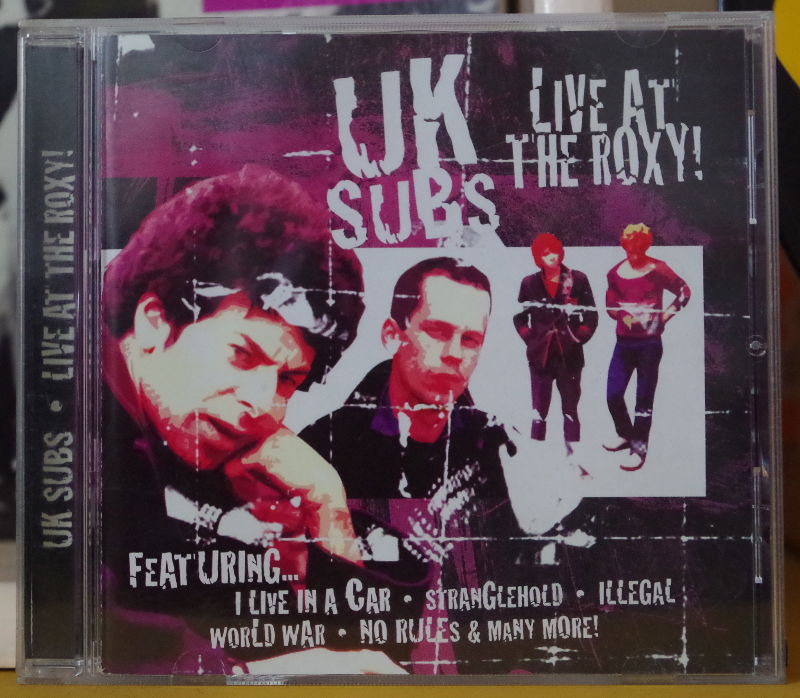 UK SUBS • LIVE AT THE ROXY!
UK
SUBS
LIVE AT
THE ROXY!
FEATURING...
I LIVE IN A CAR • STRANGLEHOLD • ILLEGAL
WORLD WAR • NO RULES & MANY MORE!